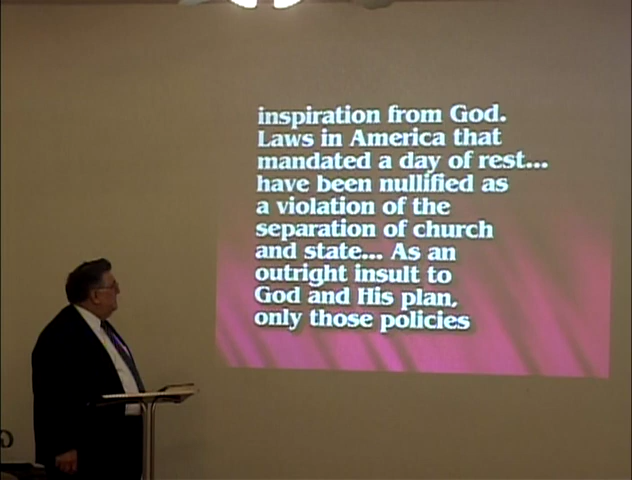 inspiration from God.
Laws in America that
mandated a day of rest...
have been nullified as
a violation of the
separation of church
and state... As an
outright insult to
God and His plan,
only those policies